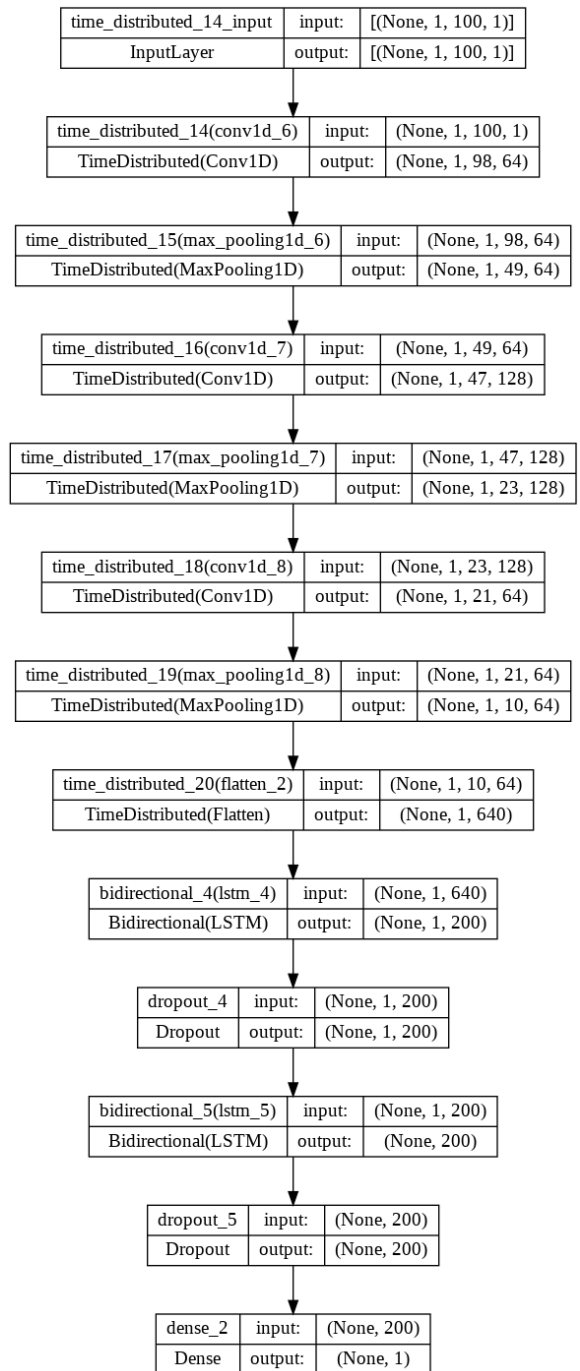 time_distributed_14_input input: [(None, 1, 100, 1)]
InputLayer output: [(None, 1, 100, 1)]
time_distributed_14(conv1d_6) input: (None, 1, 100, 1)
TimeDistributed(Conv1D) output: (None, 1, 98, 64)
time_distributed_15(max_pooling1d_6) input: (None, 1, 98, 64)
TimeDistributed(MaxPooling1D) output: (None, 1, 49, 64)
time_distributed_16(conv1d_7) input: (None, 1, 49, 64)
TimeDistributed(Conv1D) output: (None, 1, 47, 128)
time_distributed_17(max_pooling1d_7) input: (None, 1, 47, 128)
TimeDistributed(MaxPooling1D) output: (None, 1, 23, 128)
time_distributed_18(conv1d_8) input: (None, 1, 23, 128)
TimeDistributed(Conv1D) output: (None, 1, 21, 64)
time_distributed_19(max_pooling1d_8) input: (None, 1, 21, 64)
TimeDistributed(MaxPooling1D) output: (None, 1, 10, 64)
time_distributed_20(flatten_2) input: (None, 1, 10, 64)
TimeDistributed(Flatten) output: (None, 1, 640)
bidirectional_4(lstm_4) input: (None, 1, 640)
Bidirectional(LSTM) output: (None, 1, 200)
dropout_4 input: (None, 1, 200)
Dropout output: (None, 1, 200)
bidirectional_5(lstm_5) input: (None, 1, 200)
Bidirectional(LSTM) output: (None, 200)
dropout_5 input: (None, 200)
Dropout output: (None, 200)
dense_2 input: (None, 200)
Dense output: (None, 1)